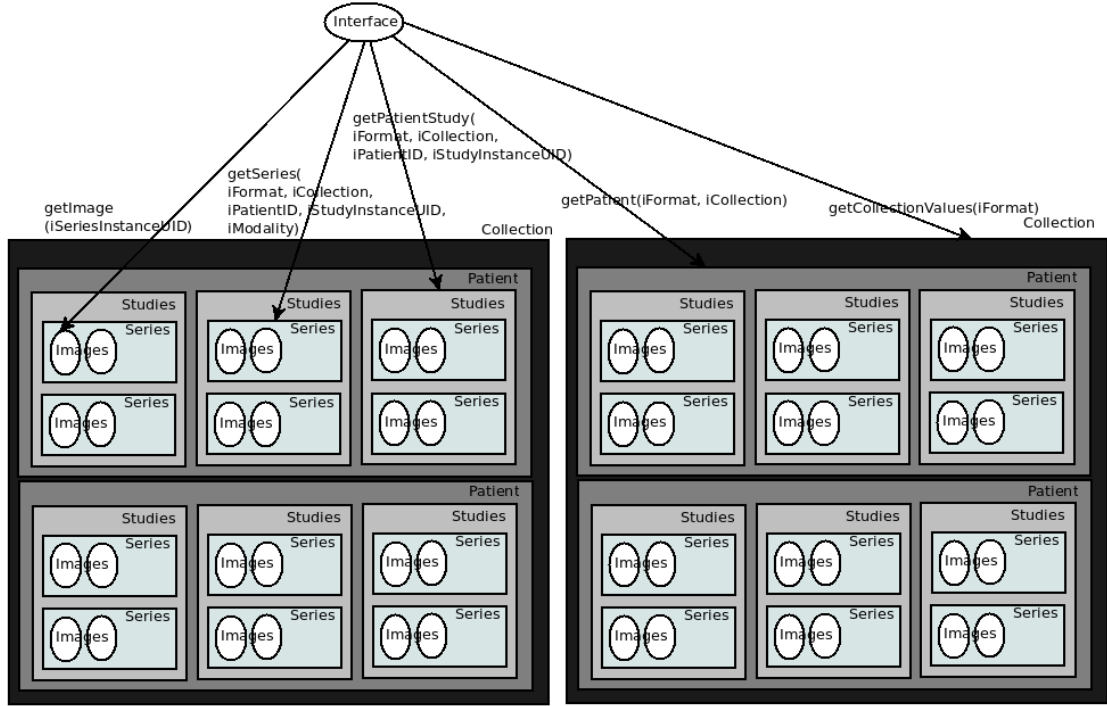 Interface
getPatientStudy(
iFormat, iCollection,
iPatientID, iStudyInstanceUID)
getSeries(
iFormat, iCollection,
iPatientID, iStudyInstanceUID,
iModality)
getImage
(iSeriesInstanceUID)
getPatient(iFormat, iCollection)
getCollectionValues(iFormat)
Collection
Patient
Studies
Series
Images
Series
Images
Studies
Series
Images
Series
Images
Studies
Series
Images
Series
Images
Patient
Studies
Series
Images
Series
Images
Studies
Series
Images
Series
Images
Studies
Series
Images
Series
Images
Collection
Patient
Studies
Series
Images
Series
Images
Studies
Series
Images
Series
Images
Studies
Series
Images
Series
Images
Patient
Studies
Series
Images
Series
Images
Studies
Series
Images
Series
Images
Studies
Series
Images
Series
Images